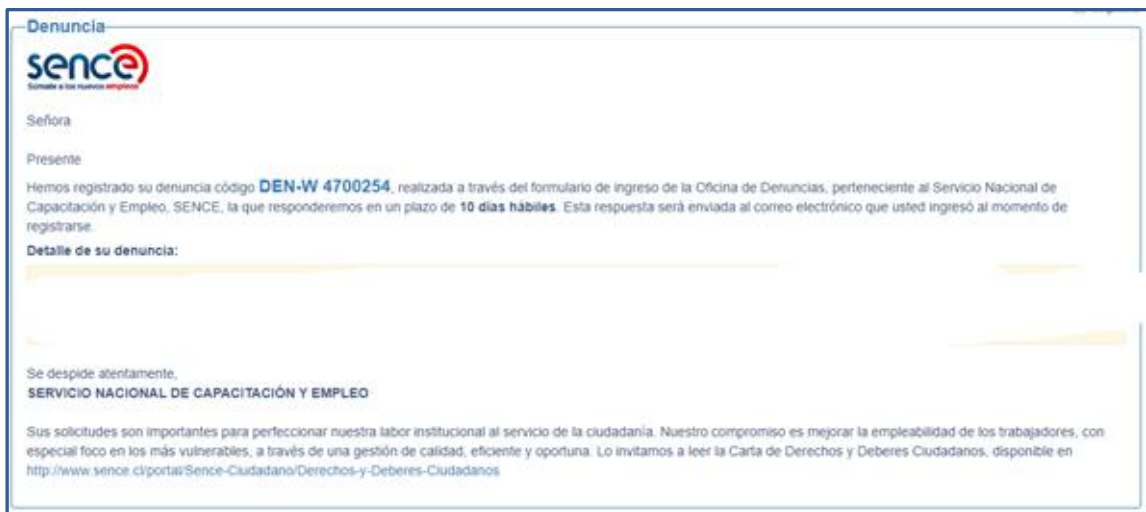 Denuncia
sence
Súmate a los nuevos empleos
Señora
Presente
Hemos registrado su denuncia código DEN-W 4700254, realizada a través del formulario de ingreso de la Oficina de Denuncias, perteneciente al Servicio Nacional de
Capacitación y Empleo, SENCE, la que responderemos en un plazo de 10 días hábiles. Esta respuesta será enviada al correo electrónico que usted ingresó al momento de
registrarse.
Detalle de su denuncia:
Se despide atentamente,
SERVICIO NACIONAL DE CAPACITACIÓN Y EMPLEO
Sus solicitudes son importantes para perfeccionar nuestra labor institucional al servicio de la ciudadanía. Nuestro compromiso es mejorar la empleabilidad de los trabajadores, con
especial foco en los más vulnerables, a través de una gestión de calidad, eficiente y oportuna. Lo invitamos a leer la Carta de Derechos y Deberes Ciudadanos, disponible en
http://www.sence.cl/portal/Sence-Ciudadano/Derechos-y-Deberes-Ciudadanos